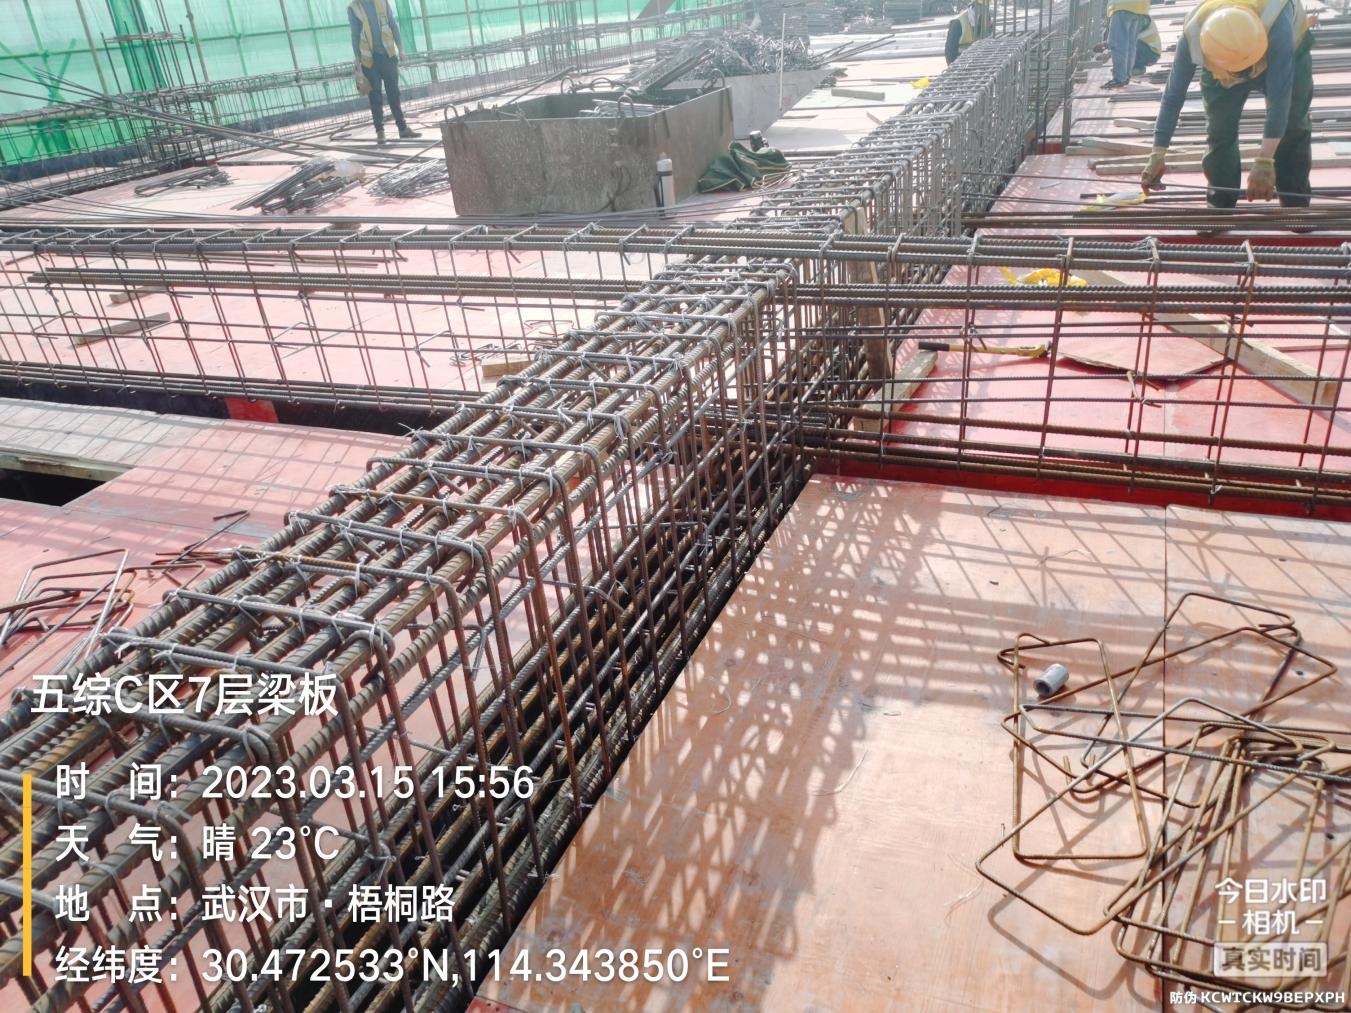 五综C区7层梁板
时 间：2023.03.15 15:56
天 气：晴 23℃
地 点：武汉市·梧桐路
经纬度：30.472533°N,114.343850°E
今日水印
相机
真实时间
防伪 KCWTCKW9BEPXPH